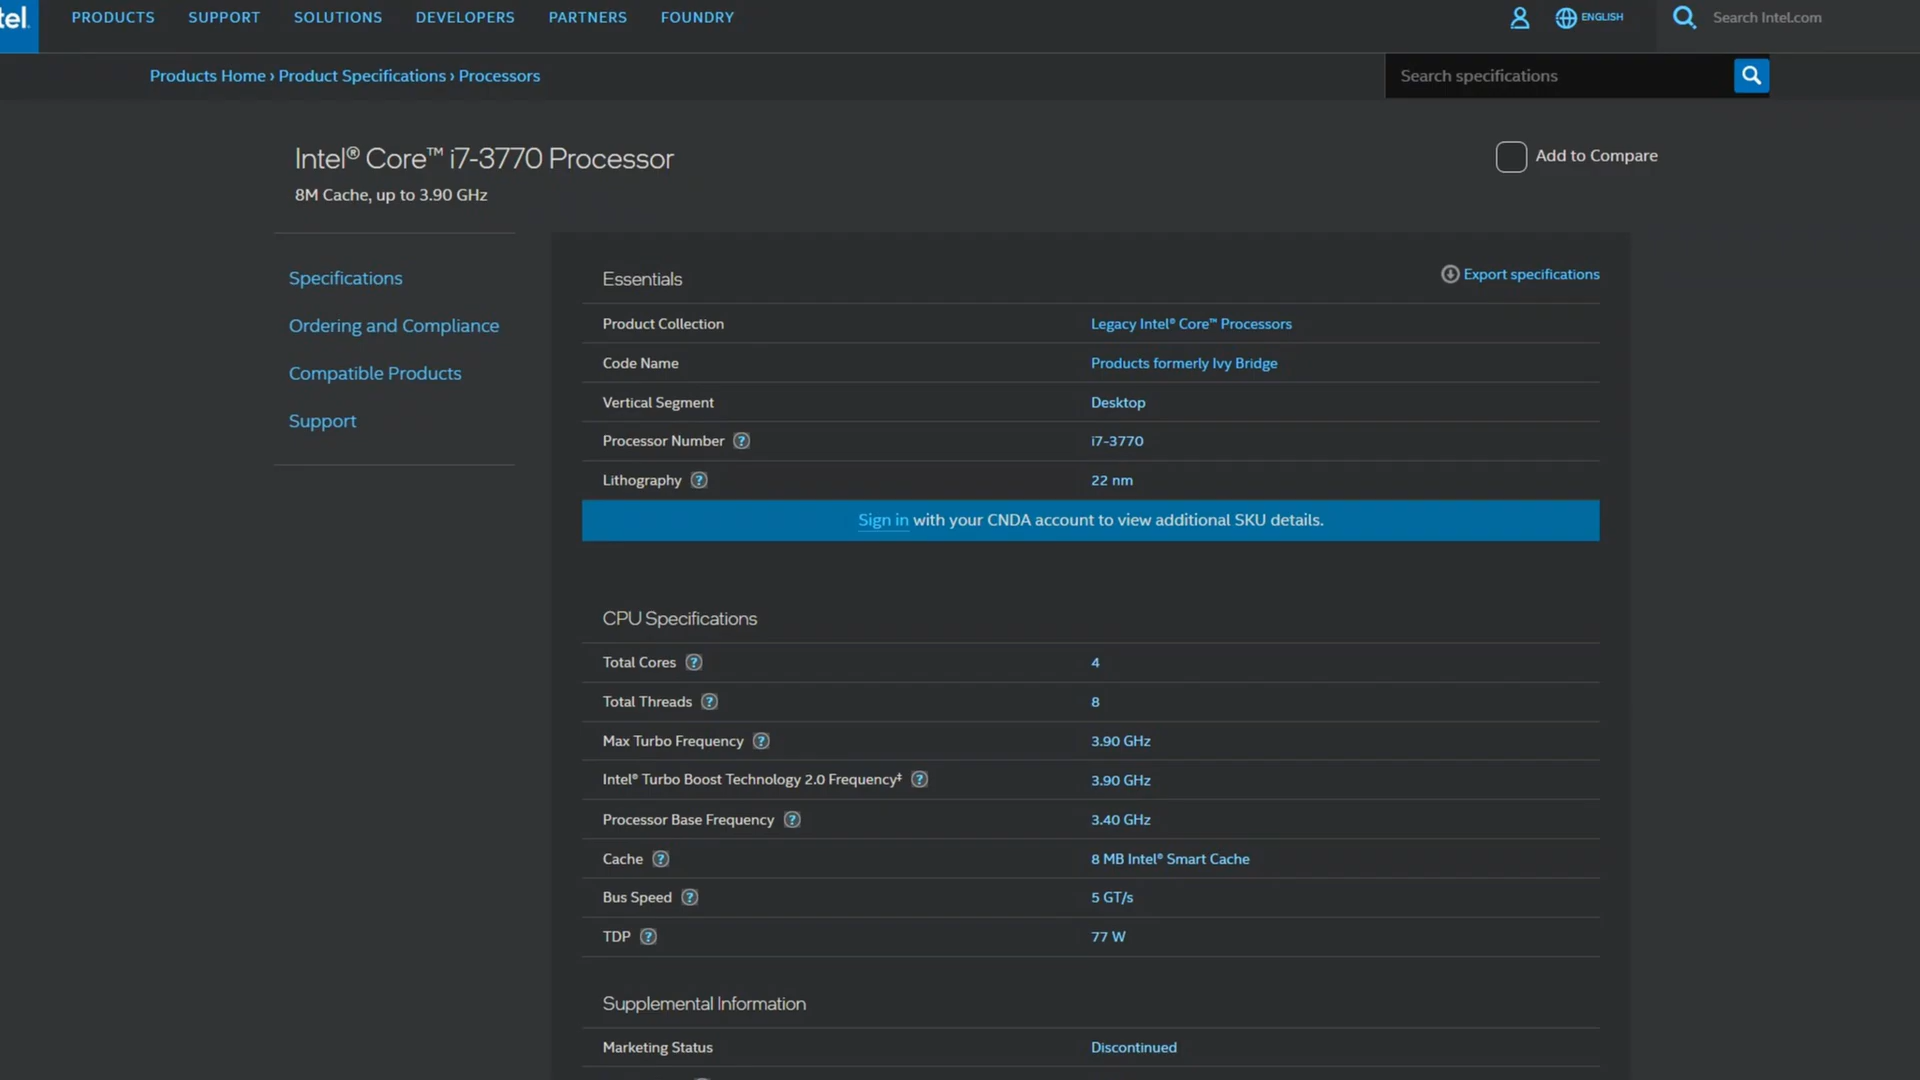 tel.
PRODUCTS SUPPORT SOLUTIONS DEVELOPERS PARTNERS FOUNDRY ENGLISH Search Intel.com
Products Home › Product Specifications › Processors Search specifications
Intel® Core™ i7-3770 Processor
8M Cache, up to 3.90 GHz
Add to Compare
Specifications
Ordering and Compliance
Compatible Products
Support
Essentials Export specifications
Product Collection Legacy Intel® Core™ Processors
Code Name Products formerly Ivy Bridge
Vertical Segment Desktop
Processor Number ? i7-3770
Lithography ? 22 nm
Sign in with your CNDA account to view additional SKU details.
CPU Specifications
Total Cores ? 4
Total Threads ? 8
Max Turbo Frequency ? 3.90 GHz
Intel® Turbo Boost Technology 2.0 Frequency‡ ? 3.90 GHz
Processor Base Frequency ? 3.40 GHz
Cache ? 8 MB Intel® Smart Cache
Bus Speed ? 5 GT/s
TDP ? 77 W
Supplemental Information
Marketing Status Discontinued